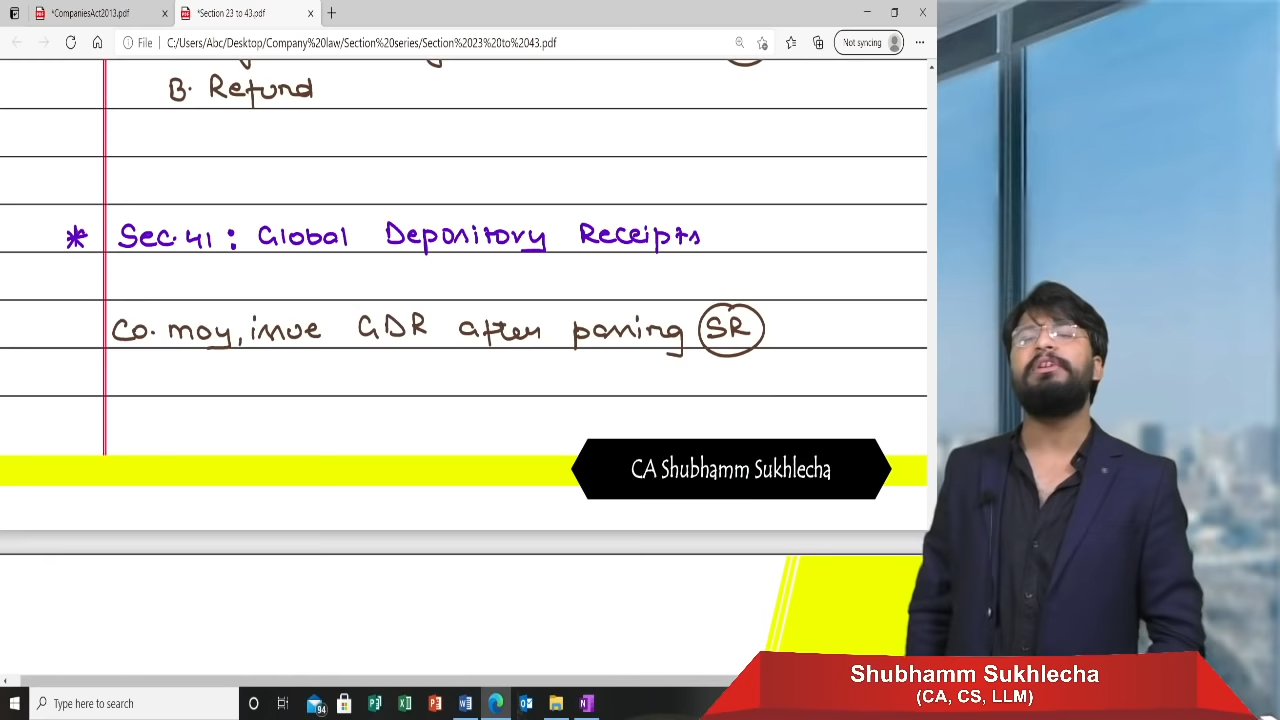 *CompaniesAct2013.pdf
*Section 23 to 43.pdf
File C:/Users/Abc/Desktop/Company%20law/Section%20series/Section%2023%20to%2043.pdf
Not syncing
B. Refund
* Sec. 41 : Global Depository Receipts
Co. may, issue GDR after passing SR
CA Shubhamm Sukhlecha
Shubhamm Sukhlecha
(CA, CS, LLM)
Type here to search
94